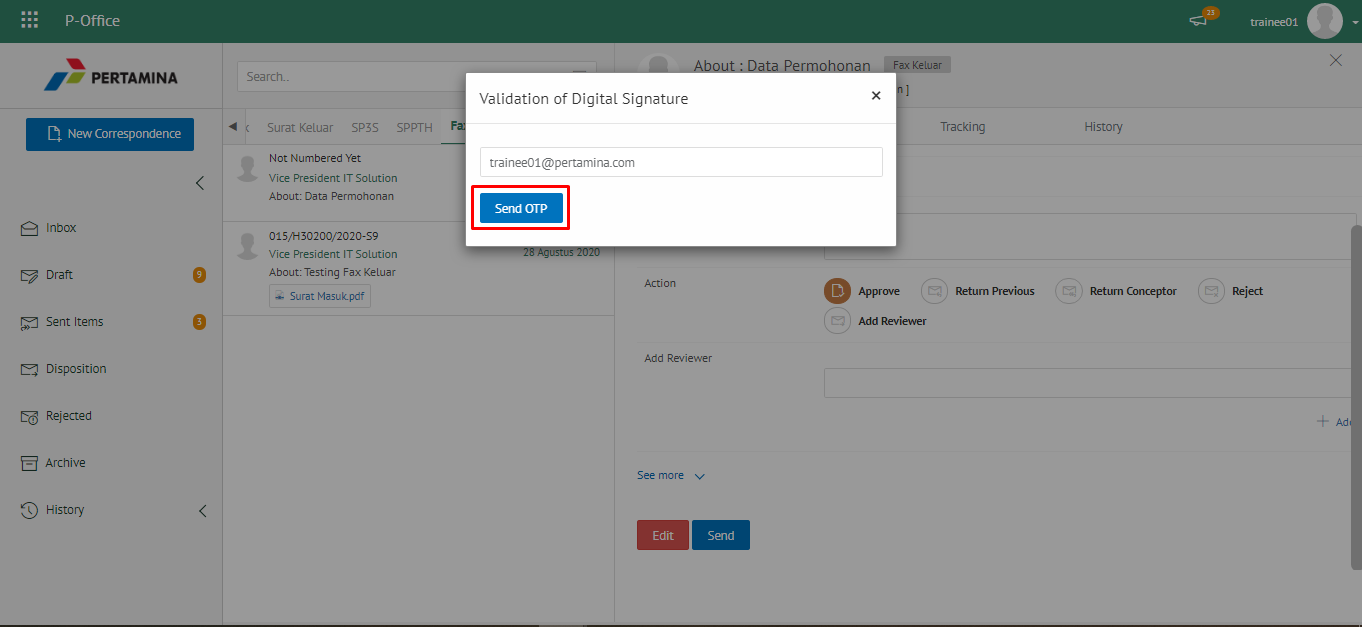 P-Office
23
trainee01
PERTAMINA
New Correspondence
Inbox
Draft
9
Sent Items
3
Disposition
Rejected
Archive
History
Search..
Surat Keluar
SP3S
SPPTH
Fax
Not Numbered Yet
Vice President IT Solution
About: Data Permohonan
015/H30200/2020-S9
Vice President IT Solution
28 Agustus 2020
About: Testing Fax Keluar
Surat Masuk.pdf
About : Data Permohonan
Fax Keluar
n ]
Tracking
History
Validation of Digital Signature
trainee01@pertamina.com
Send OTP
Action
Approve
Return Previous
Return Conceptor
Reject
Add Reviewer
Add Reviewer
Add
See more
Edit
Send